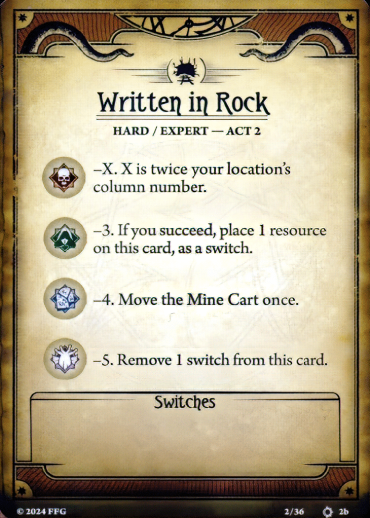 Written in Rock
HARD / EXPERT — ACT 2
–X. X is twice your location's
column number.
–3. If you succeed, place 1 resource
on this card, as a switch.
–4. Move the Mine Cart once.
–5. Remove 1 switch from this card.
Switches
© 2024 FFG
2/36
2b